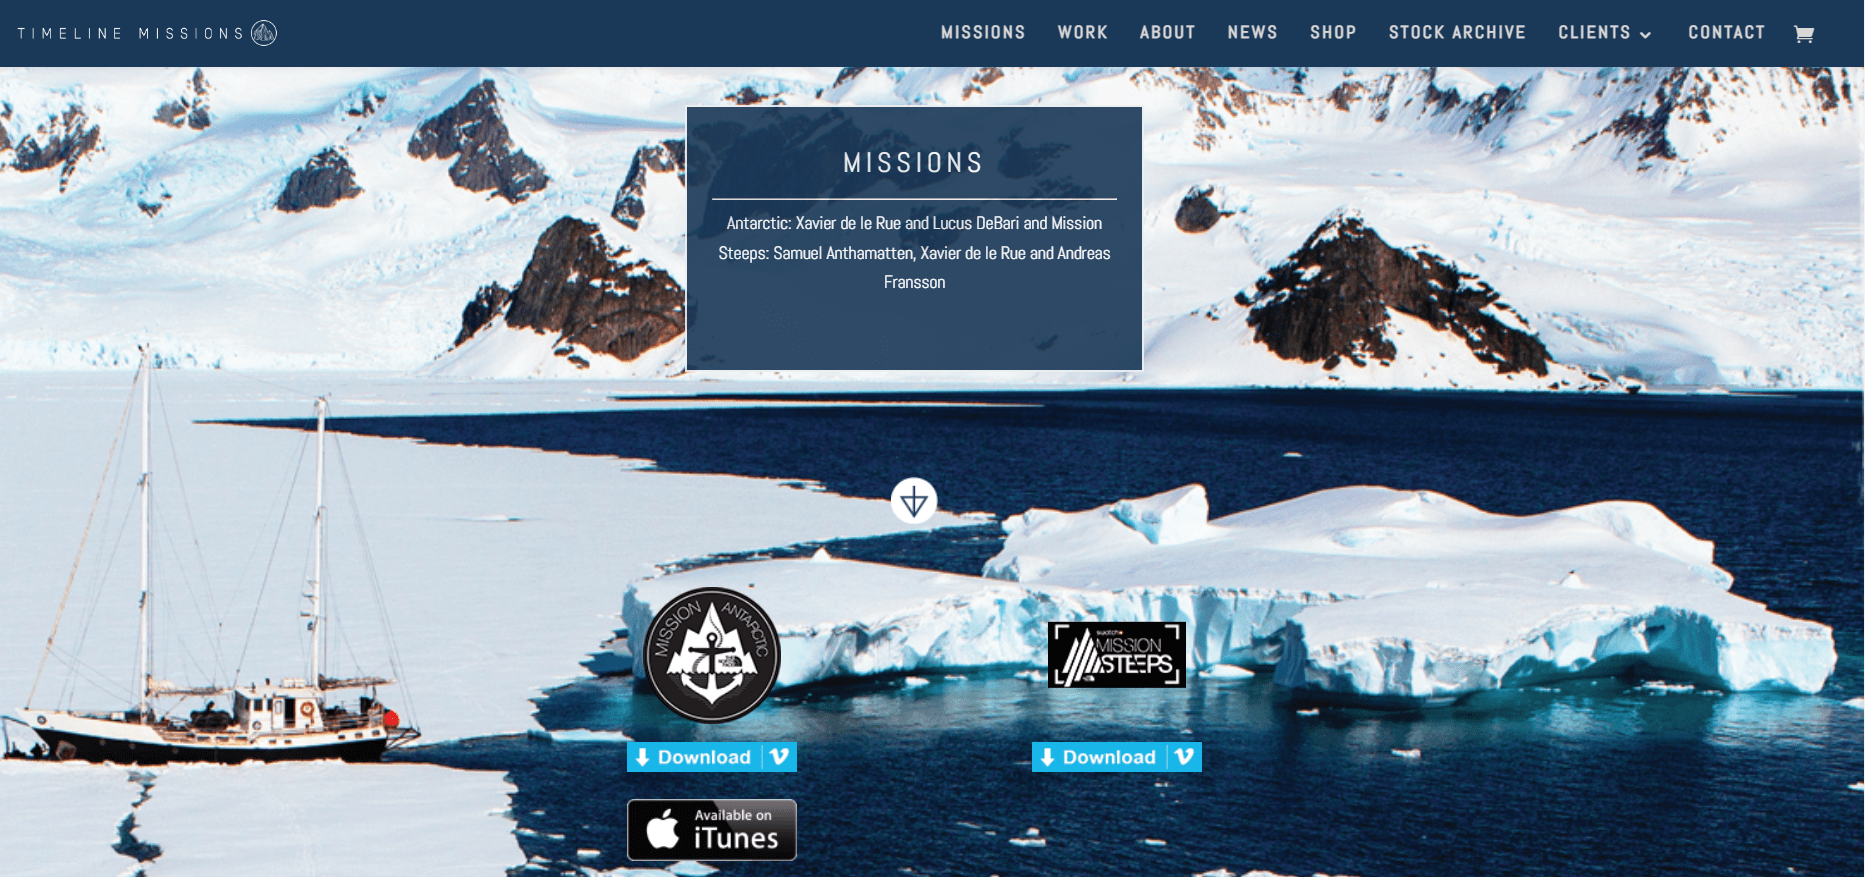 TIMELINE MISSIONS
MISSIONS WORK ABOUT NEWS SHOP STOCK ARCHIVE CLIENTS CONTACT
MISSIONS
Antarctic: Xavier de le Rue and Lucus DeBari and Mission
Steeps: Samuel Anthamatten, Xavier de le Rue and Andreas
Fransson
MISSION ANTARCTIC
swatch
MISSION
STEEPS
Download
Download
Available on
iTunes